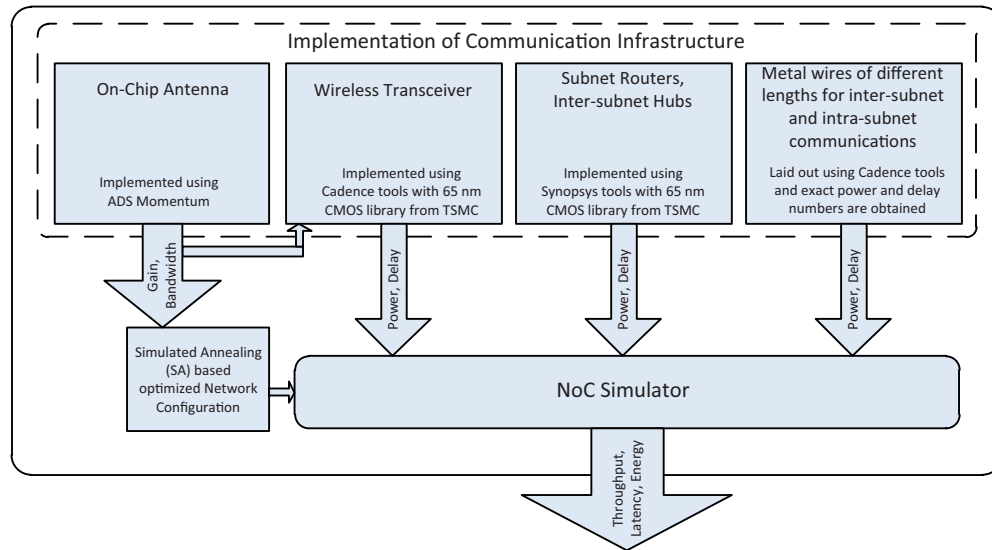 Implementation of Communication Infrastructure
On-Chip Antenna
Implemented using
ADS Momentum
Wireless Transceiver
Implemented using
Cadence tools with 65 nm
CMOS library from TSMC
Subnet Routers,
Inter-subnet Hubs
Implemented using
Synopsys tools with 65 nm
CMOS library from TSMC
Metal wires of different
lengths for inter-subnet
and intra-subnet
communications
Laid out using Cadence tools
and exact power and delay
numbers are obtained
Gain,
Bandwidth
Power, Delay
Power, Delay
Power, Delay
Simulated Annealing
(SA) based
optimized Network
Configuration
NoC Simulator
Throughput,
Latency, Energy